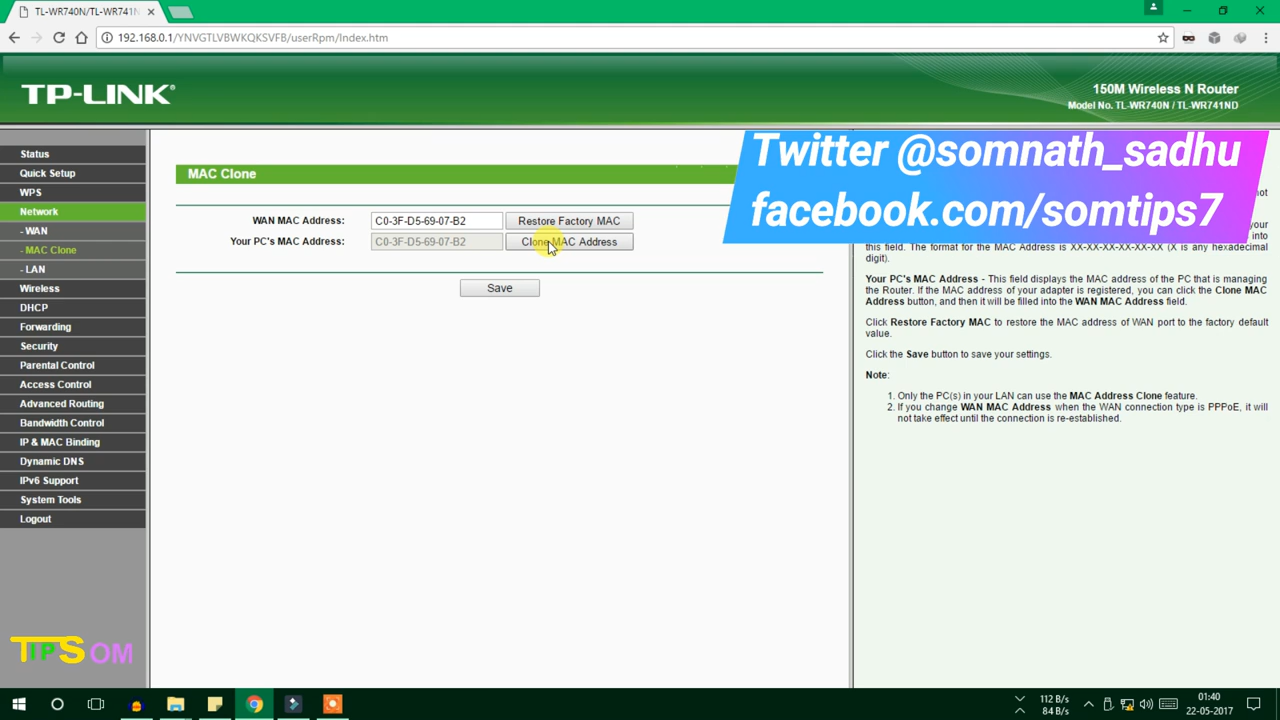 TL-WR740N/TL-WR741N
192.168.0.1/YNVGTLVBWKQKSVFB/userRpm/Index.htm
TP-LINK®
150M Wireless N Router
Model No. TL-WR740N / TL-WR741ND
Twitter @somnath_sadhu
facebook.com/somtips7
Status
Quick Setup
WPS
Network
- WAN
- MAC Clone
- LAN
Wireless
DHCP
Forwarding
Security
Parental Control
Access Control
Advanced Routing
Bandwidth Control
IP & MAC Binding
Dynamic DNS
IPv6 Support
System Tools
Logout
MAC Clone
WAN MAC Address: C0-3F-D5-69-07-B2 Restore Factory MAC
Your PC's MAC Address: C0-3F-D5-69-07-B2 Clone MAC Address
Save
not
your
into
this field. The format for the MAC Address is XX-XX-XX-XX-XX-XX (X is any hexadecimal
digit).
Your PC's MAC Address - This field displays the MAC address of the PC that is managing
the Router. If the MAC address of your adapter is registered, you can click the Clone MAC
Address button, and then it will be filled into the WAN MAC Address field.
Click Restore Factory MAC to restore the MAC address of WAN port to the factory default
value.
Click the Save button to save your settings.
Note:
1. Only the PC(s) in your LAN can use the MAC Address Clone feature.
2. If you change WAN MAC Address when the WAN connection type is PPPoE, it will
not take effect until the connection is re-established.
TIPSOM
112 B/s
84 B/s
01:40
22-05-2017